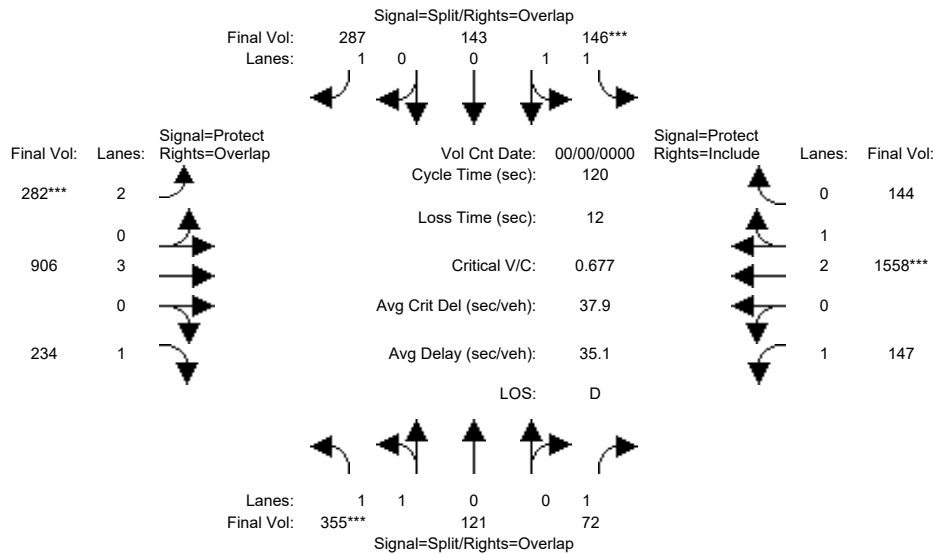 Signal=Split/Rights=Overlap
Final Vol: 287 143 146***
Lanes: 1 0 0 1 1
Signal=Protect
Final Vol: Lanes: Rights=Overlap
Signal=Protect
Rights=Include Lanes: Final Vol:
Vol Cnt Date: 00/00/0000
Cycle Time (sec): 120
282*** 2
0 144
Loss Time (sec): 12
0
1
906 3
Critical V/C: 0.677
2 1558***
0
Avg Crit Del (sec/veh): 37.9
0
234 1
Avg Delay (sec/veh): 35.1
1 147
LOS: D
Lanes: 1 1 0 0 1
Final Vol: 355*** 121 72
Signal=Split/Rights=Overlap